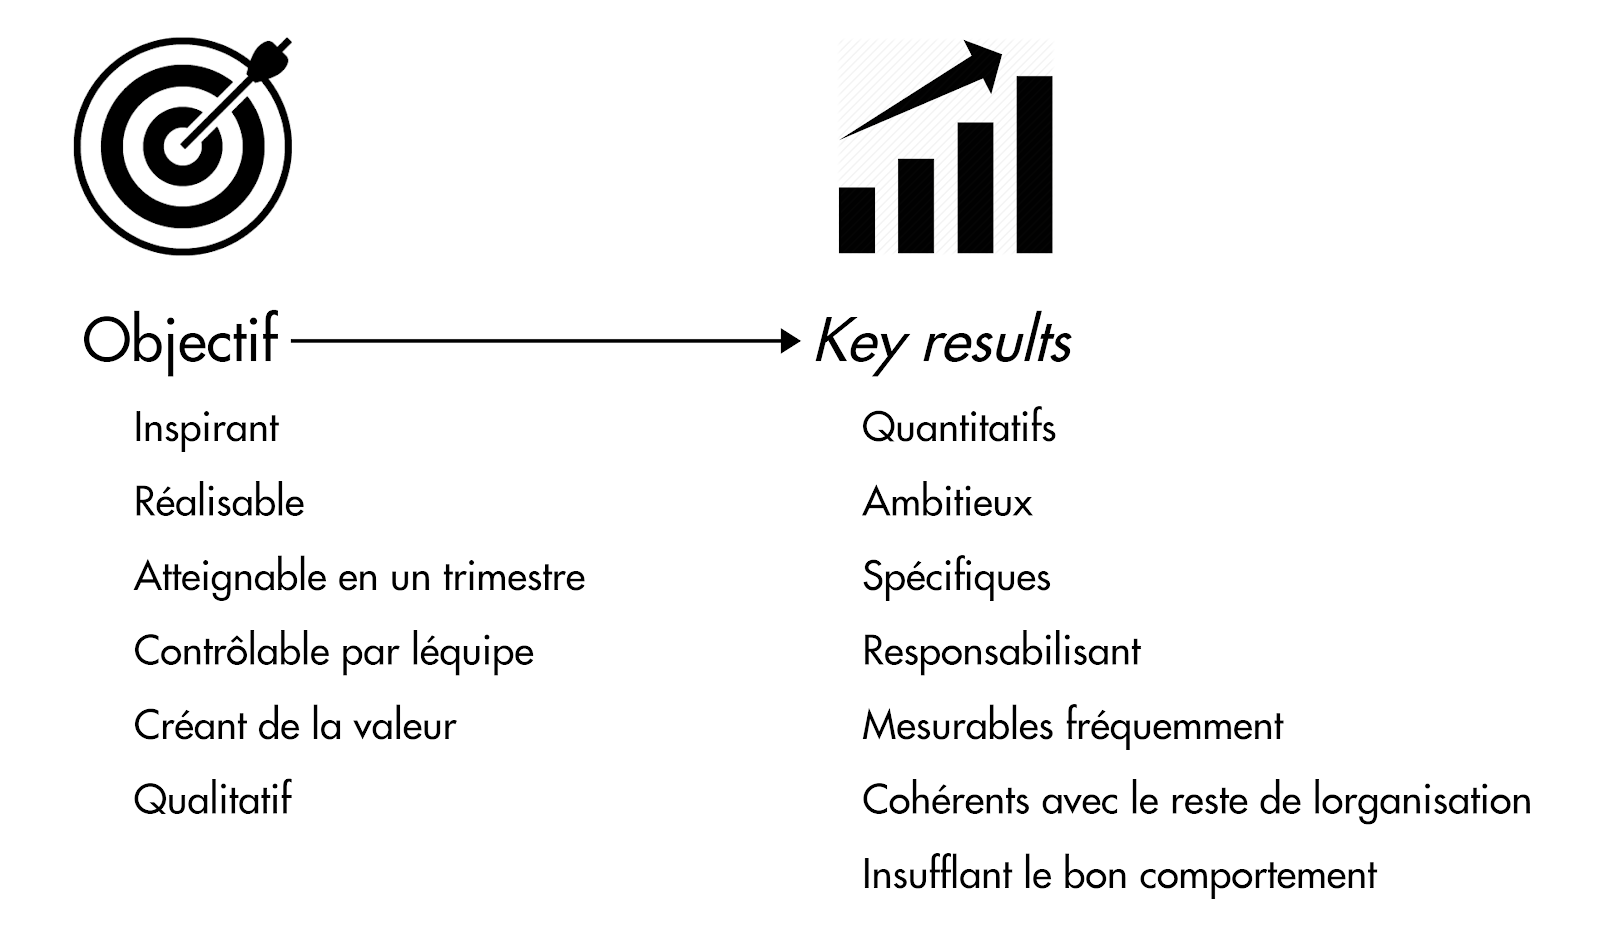 Objectif
Inspirant
Réalisable
Atteignable en un trimestre
Contrôlable par léquipe
Créant de la valeur
Qualitatif
Key results
Quantitatifs
Ambitieux
Spécifiques
Responsabilisant
Mesurables fréquemment
Cohérents avec le reste de lorganisation
Insufflant le bon comportement